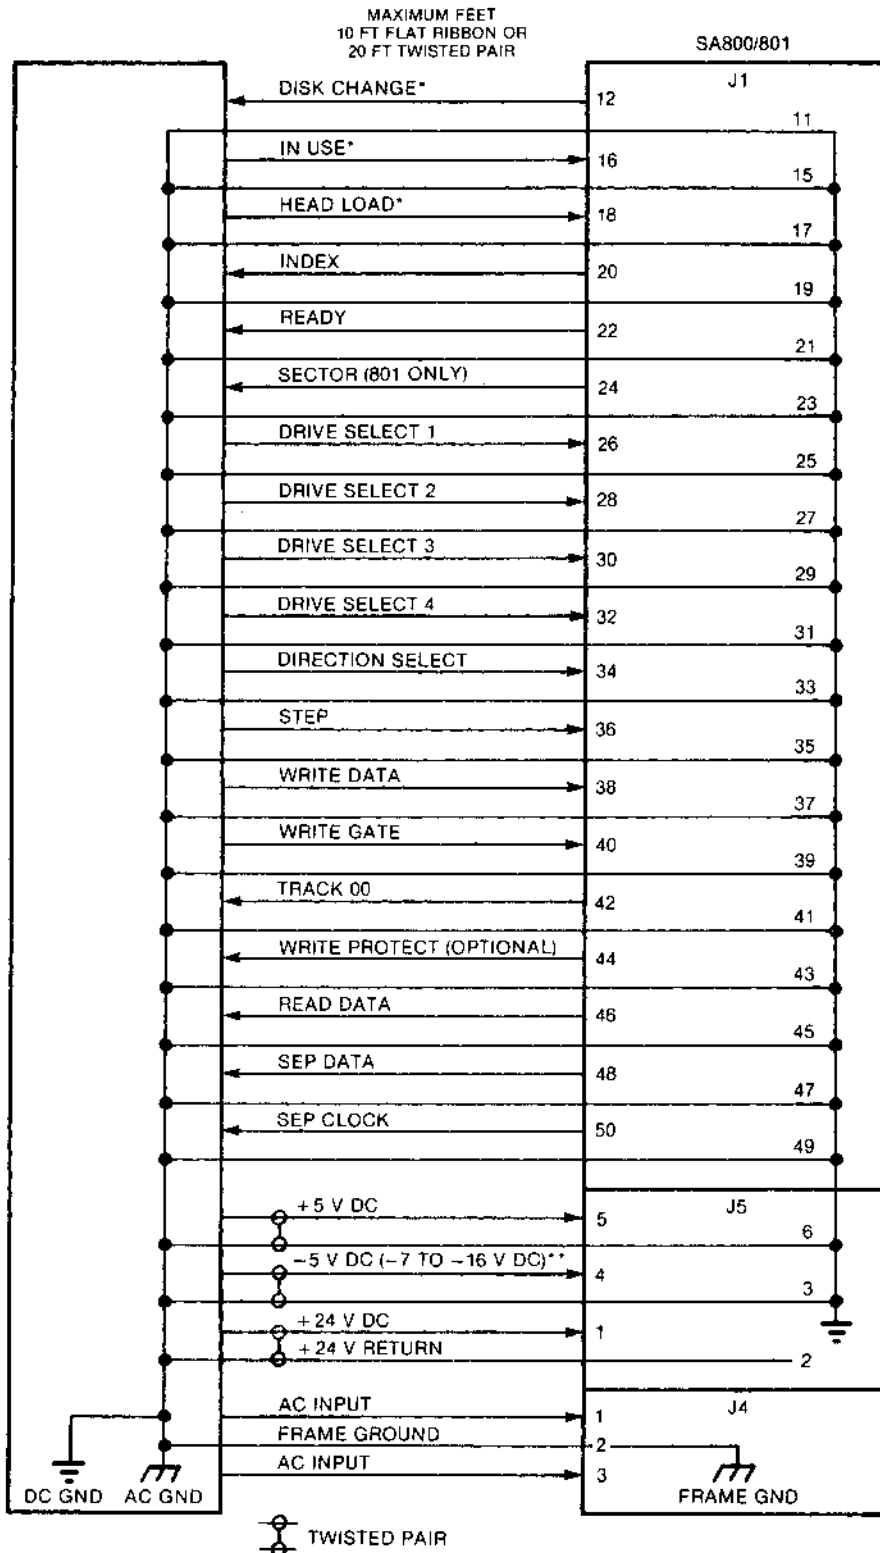 MAXIMUM FEET
10 FT FLAT RIBBON OR
20 FT TWISTED PAIR
SA800/801
J1
DISK CHANGE*
12
11
IN USE*
16
15
HEAD LOAD*
18
17
INDEX
20
19
READY
22
21
SECTOR (801 ONLY)
24
23
DRIVE SELECT 1
26
25
DRIVE SELECT 2
28
27
DRIVE SELECT 3
30
29
DRIVE SELECT 4
32
31
DIRECTION SELECT
34
33
STEP
36
35
WRITE DATA
38
37
WRITE GATE
40
39
TRACK 00
42
41
WRITE PROTECT (OPTIONAL)
44
43
READ DATA
46
45
SEP DATA
48
47
SEP CLOCK
50
49
J5
+5 V DC
5
6
-5 V DC (-7 TO -16 V DC)**
4
3
+24 V DC
1
+24 V RETURN
2
J4
AC INPUT
1
FRAME GROUND
2
AC INPUT
3
DC GND AC GND
FRAME GND
TWISTED PAIR